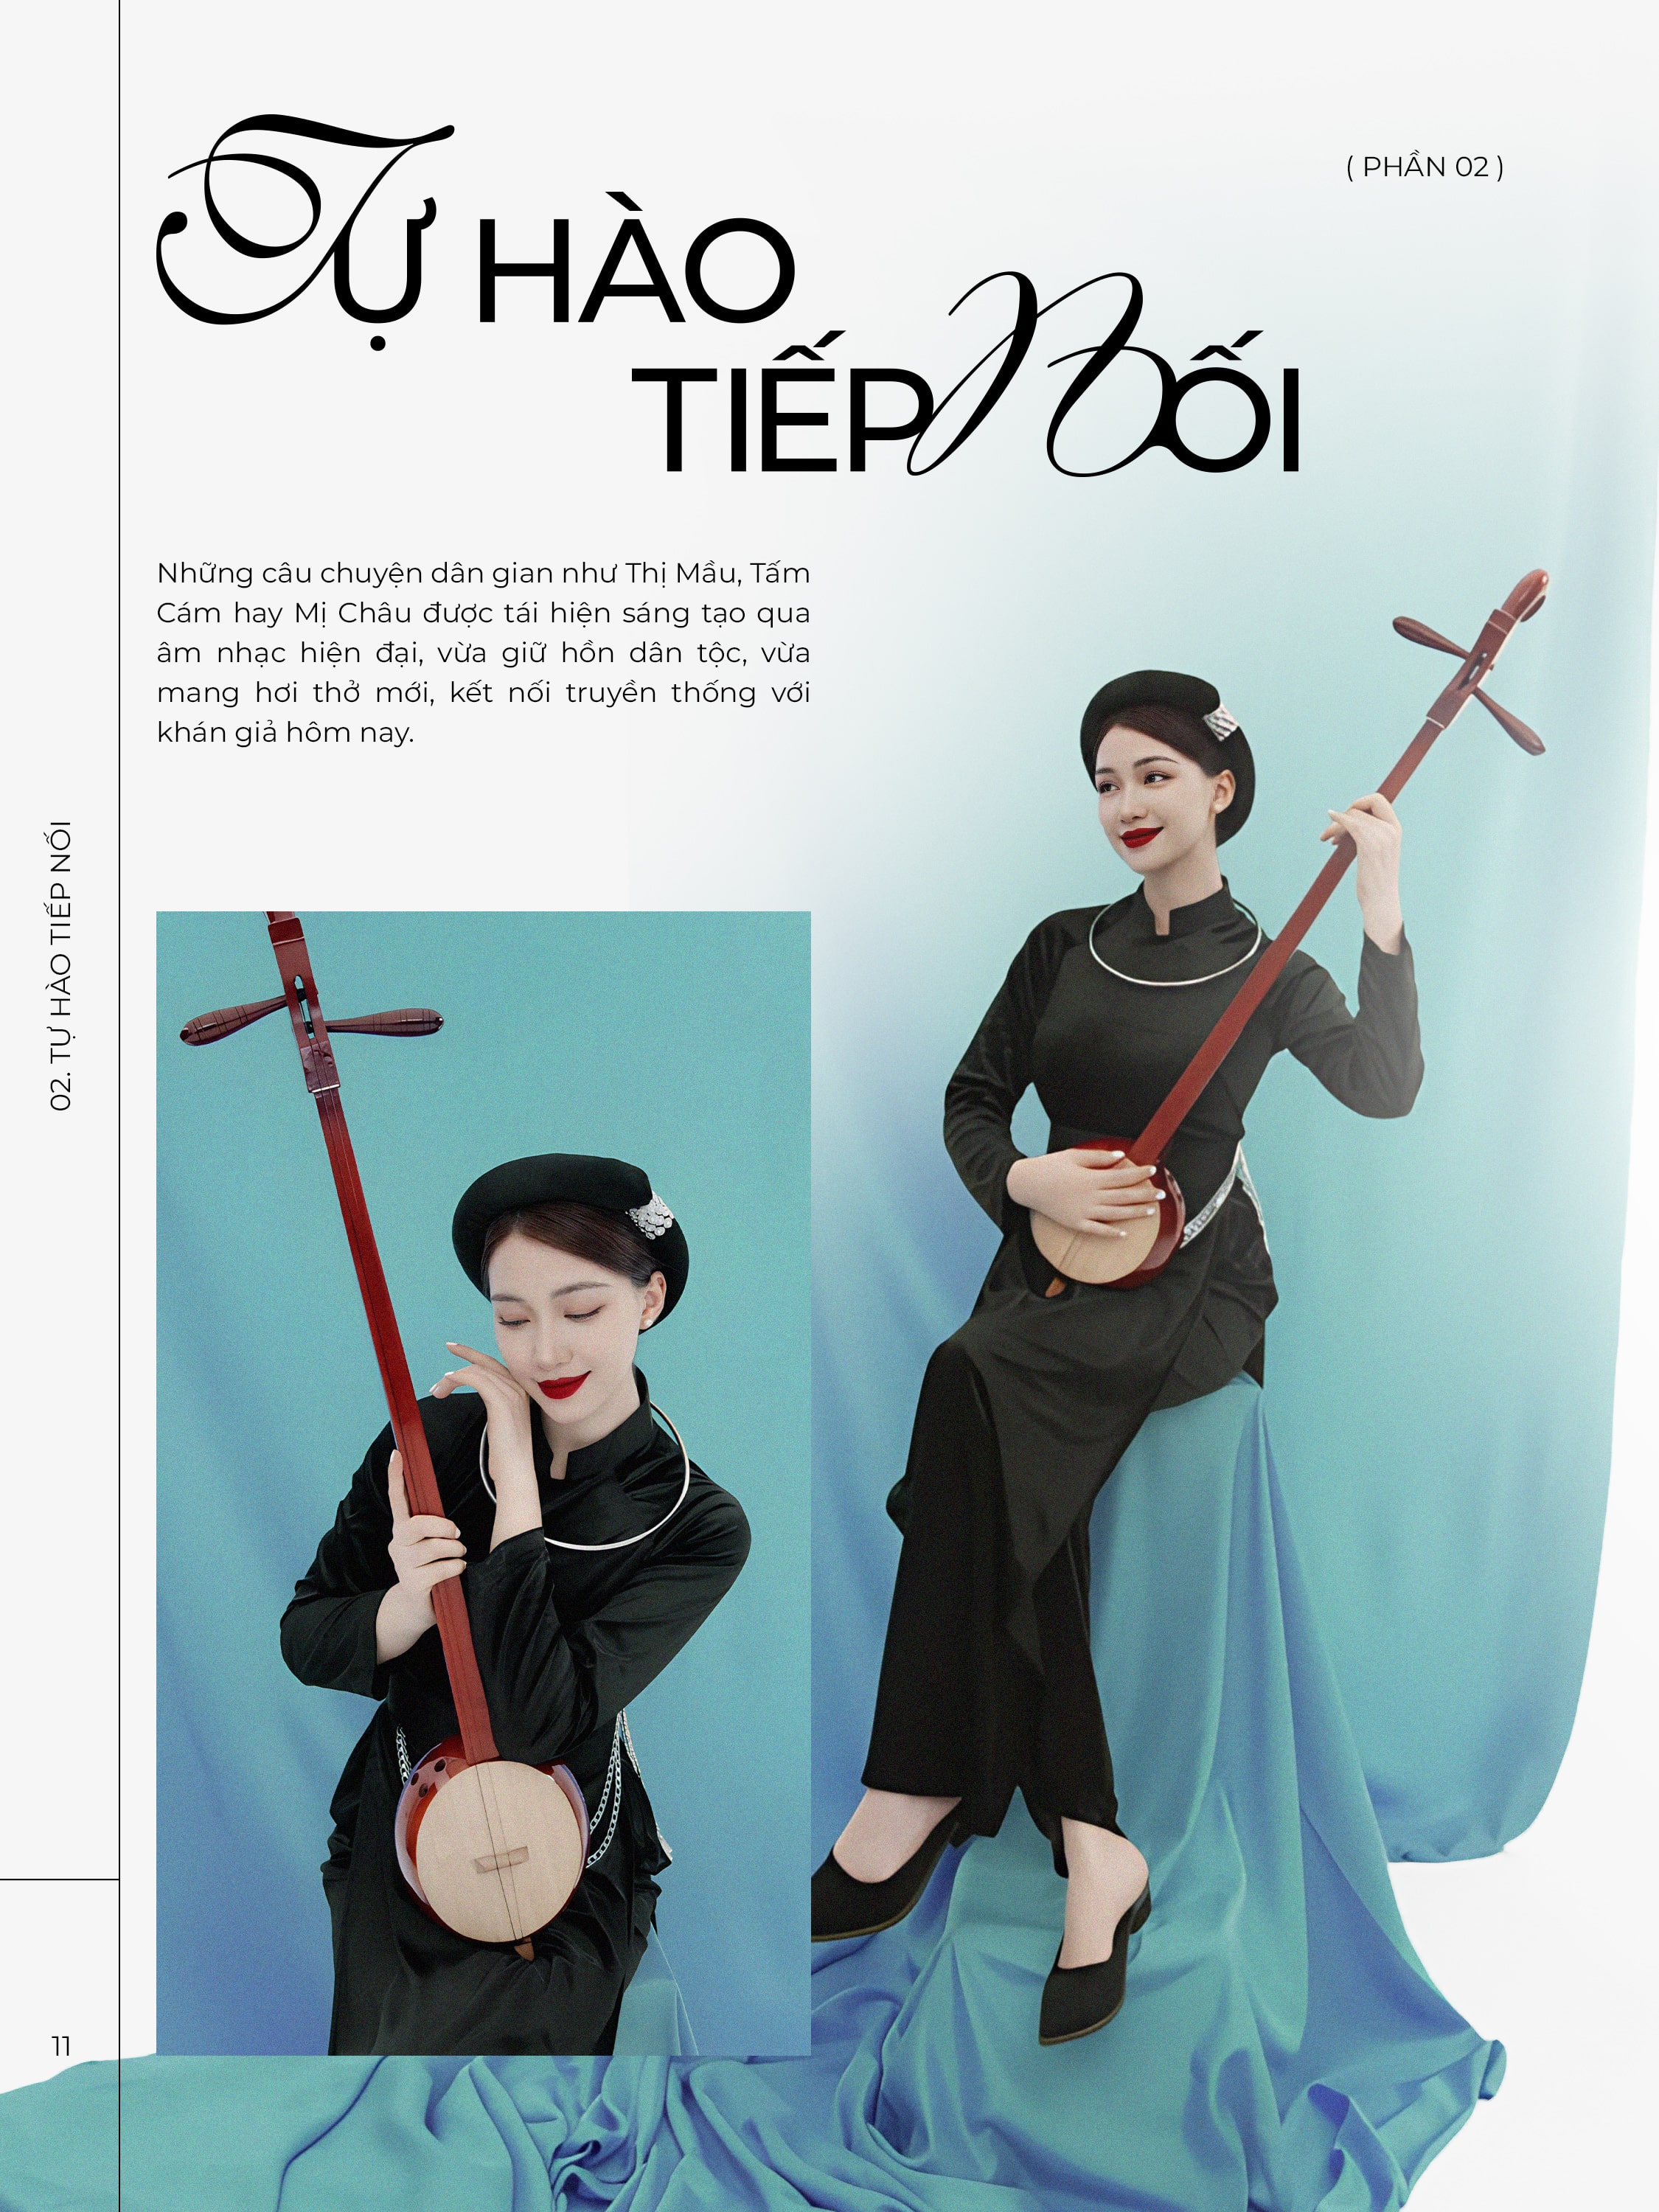 ( PHẦN 02 )
TỰ HÀO
TIẾP NỐI
Những câu chuyện dân gian như Thị Mầu, Tấm
Cám hay Mị Châu được tái hiện sáng tạo qua
âm nhạc hiện đại, vừa giữ hồn dân tộc, vừa
mang hơi thở mới, kết nối truyền thống với
khán giả hôm nay.
02. TỰ HÀO TIẾP NỐI
11